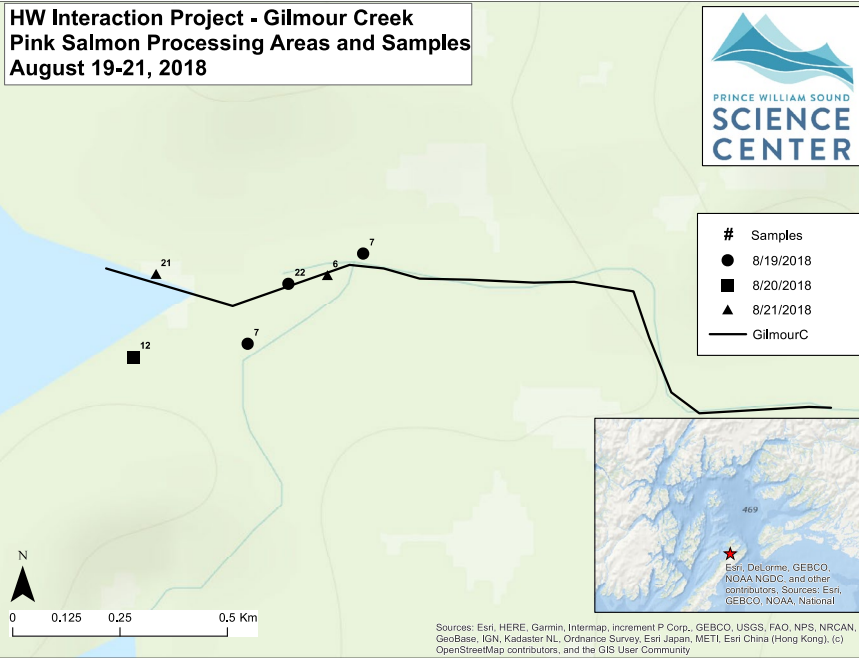 HW Interaction Project - Gilmour Creek
Pink Salmon Processing Areas and Samples
August 19-21, 2018
PRINCE WILLIAM SOUND
SCIENCE
CENTER
# Samples
8/19/2018
8/20/2018
8/21/2018
GilmourC
7
21
22
6
7
12
469
Esri, DeLorme, GEBCO,
NOAA NGDC, and other
contributors, Sources: Esri,
GEBCO, NOAA, National
N
0 0.125 0.25 0.5 Km
Sources: Esri, HERE, Garmin, Intermap, increment P Corp., GEBCO, USGS, FAO, NPS, NRCAN,
GeoBase, IGN, Kadaster NL, Ordnance Survey, Esri Japan, METI, Esri China (Hong Kong), (c)
OpenStreetMap contributors, and the GIS User Community